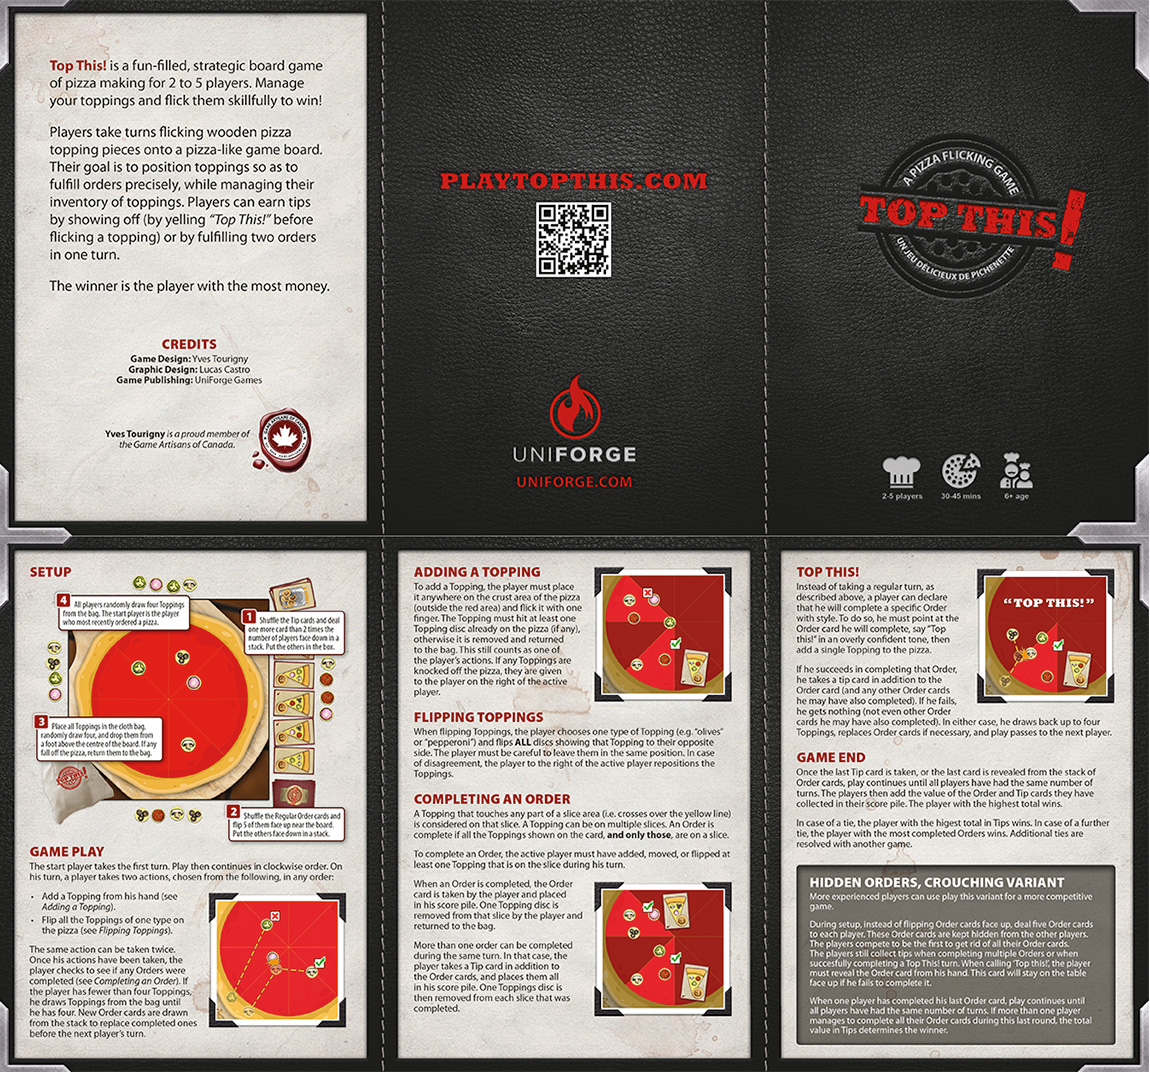 Top This! is a fun-filled, strategic board game
of pizza making for 2 to 5 players. Manage
your toppings and flick them skillfully to win!
Players take turns flicking wooden pizza
topping pieces onto a pizza-like game board.
Their goal is to position toppings so as to
fulfill orders precisely, while managing their
inventory of toppings. Players can earn tips
by showing off (by yelling “Top This!” before
flicking a topping) or by fulfilling two orders
in one turn.
The winner is the player with the most money.
CREDITS
Game Design: Yves Tourigny
Graphic Design: Lucas Castro
Game Publishing: UniForge Games
Yves Tourigny is a proud member of
the Game Artisans of Canada.
PLAYTOPTHIS.COM
UNIFORGE
UNIFORGE.COM
A PIZZA FLICKING GAME
TOP THIS!
UN JEU DÉLICIEUX DE PICHENETTE
2-5 players
30-45 mins
6+ age
SETUP
4 All players randomly draw four Toppings
from the bag. The start player is the player
who most recently ordered a pizza.
1 Shuffle the Tip cards and deal
one more card than 2 times the
number of players face down in a
stack. Put the others in the box.
3 Place all Toppings in the cloth bag,
randomly draw four, and drop them from
a foot above the centre of the board. If any
fall off the pizza, return them to the bag.
TOP THIS!
2 Shuffle the Regular Order cards and
flip 5 of them face up near the board.
Put the others face down in a stack.
GAME PLAY
The start player takes the first turn. Play then continues in clockwise order. On
his turn, a player takes two actions, chosen from the following, in any order:
• Add a Topping from his hand (see
Adding a Topping).
• Flip all the Toppings of one type on
the pizza (see Flipping Toppings).
The same action can be taken twice.
Once his actions have been taken, the
player checks to see if any Orders were
completed (see Completing an Order). If
the player has fewer than four Toppings,
he draws Toppings from the bag until
he has four. New Order cards are drawn
from the stack to replace completed ones
before the next player’s turn.
ADDING A TOPPING
To add a Topping, the player must place
it anywhere on the crust area of the pizza
(outside the red area) and flick it with one
finger. The Topping must hit at least one
Topping disc already on the pizza (if any),
otherwise it is removed and returned
to the bag. This still counts as one of
the player’s actions. If any Toppings are
knocked off the pizza, they are given
to the player on the right of the active
player.
FLIPPING TOPPINGS
When flipping Toppings, the player chooses one type of Topping (e.g. “olives”
or “pepperoni”) and flips ALL discs showing that Topping to their opposite
side. The player must be careful to leave them in the same position. In case
of disagreement, the player to the right of the active player repositions the
Toppings.
COMPLETING AN ORDER
A Topping that touches any part of a slice area (i.e. crosses over the yellow line)
is considered on that slice. A Topping can be on multiple slices. An Order is
complete if all the Toppings shown on the card, and only those, are on a slice.
To complete an Order, the active player must have added, moved, or flipped at
least one Topping that is on the slice during his turn.
When an Order is completed, the Order
card is taken by the player and placed
in his score pile. One Topping disc is
removed from that slice by the player and
returned to the bag.
More than one order can be completed
during the same turn. In that case, the
player takes a Tip card in addition to
the Order cards, and places them all
in his score pile. One Toppings disc is
then removed from each slice that was
completed.
TOP THIS!
Instead of taking a regular turn, as
described above, a player can declare
that he will complete a specific Order
with style. To do so, he must point at the
Order card he will complete, say “Top
this!” in an overly confident tone, then
add a single Topping to the pizza.
“TOP THIS!”
If he succeeds in completing that Order,
he takes a tip card in addition to the
Order card (and any other Order cards
he may have also completed). If he fails,
he gets nothing (not even other Order
cards he may have also completed). In either case, he draws back up to four
Toppings, replaces Order cards if necessary, and play passes to the next player.
GAME END
Once the last Tip card is taken, or the last card is revealed from the stack of
Order cards, play continues until all players have had the same number of
turns. The players then add the value of the Order and Tip cards they have
collected in their score pile. The player with the highest total wins.
In case of a tie, the player with the higest total in Tips wins. In case of a further
tie, the player with the most completed Orders wins. Additional ties are
resolved with another game.
HIDDEN ORDERS, CROUCHING VARIANT
More experienced players can use play this variant for a more competitive
game.
During setup, instead of flipping Order cards face up, deal five Order cards
to each player. These Order cards are kept hidden from the other players.
The players compete to be the first to get rid of all their Order cards.
The players still collect tips when completing multiple Orders or when
succesfully completing a Top This! turn. When calling ‘Top this!’, the player
must reveal the Order card from his hand. This card will stay on the table
face up if he fails to complete it.
When one player has completed his last Order card, play continues until
all players have had the same number of turns. If more than one player
manages to complete all their Order cards during this last round, the total
value in Tips determines the winner.